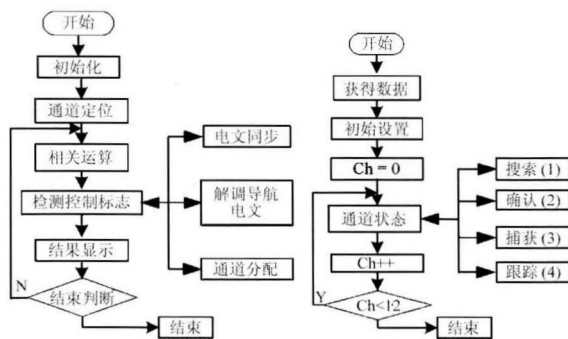 开始
初始化
通道定位
相关运算
检测控制标志
结果显示
N
结束判断
结束
电文同步
解调导航
电文
通道分配
开始
获得数据
初始设置
Ch = 0
通道状态
Ch++
Y
Ch<12
结束
搜索 (1)
确认 (2)
捕获 (3)
跟踪 (4)